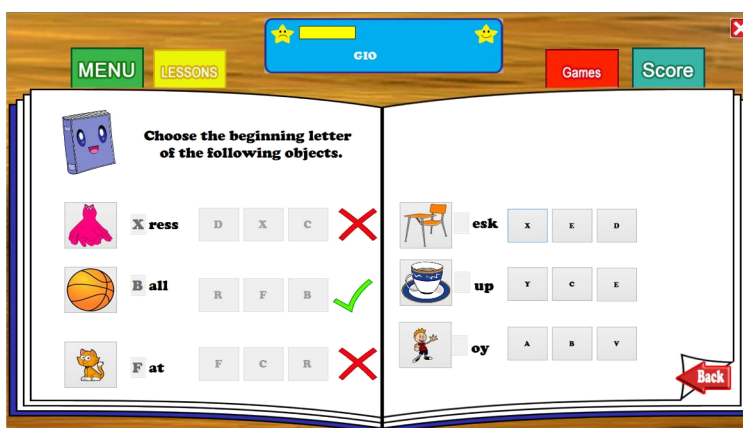 GIO
MENU
LESSONS
Games
Score
Choose the beginning letter
of the following objects.
X ress D X C
B all R F B
F at F C R
esk X E D
up Y C E
oy A B V
Back